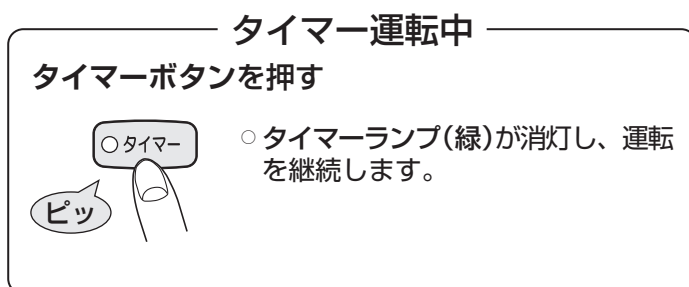 タイマー運転中
タイマーボタンを押す
○タイマー
○タイマーランプ(緑)が消灯し、運転
を継続します。
ピッ